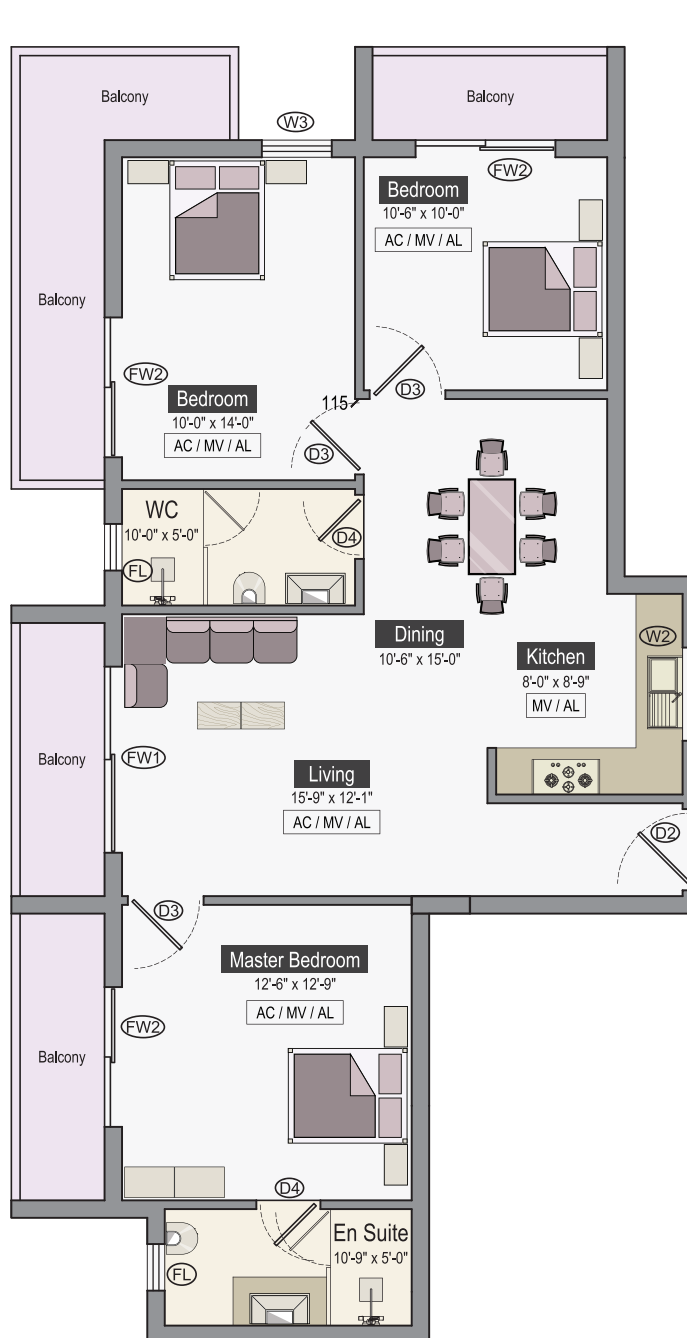 Balcony
Balcony
W3
FW2
Bedroom
10'-6" x 10'-0"
AC / MV / AL
Balcony
FW2
D3
Bedroom
10'-0" x 14'-0"
AC / MV / AL
115
D3
WC
10'-0" x 5'-0"
D4
FL
Dining
10'-6" x 15'-0"
W2
Kitchen
8'-0" x 8'-9"
MV / AL
Balcony
FW1
Living
15'-9" x 12'-1"
AC / MV / AL
D2
D3
Master Bedroom
12'-6" x 12'-9"
AC / MV / AL
FW2
Balcony
D4
En Suite
10'-9" x 5'-0"
FL